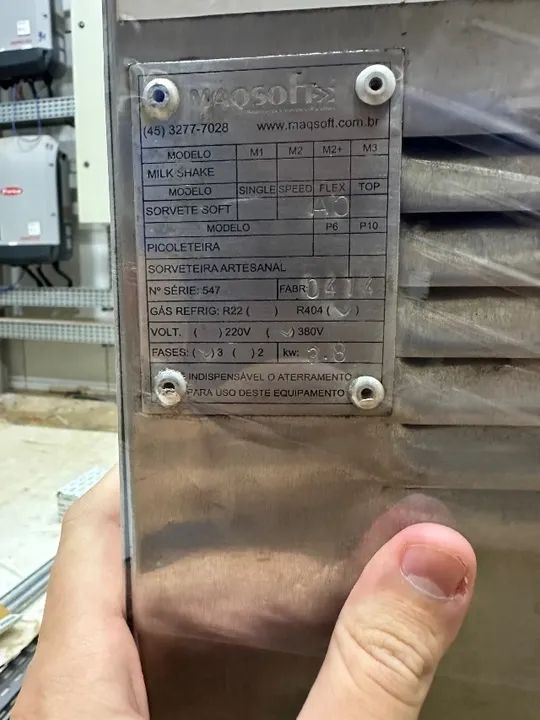 MAQSoft
(45) 3277-7028 www.maqsoft.com.br
MODELO M1 M2 M2+ M3
MILK SHAKE
MODELO SINGLE SPEED FLEX TOP
SORVETE SOFT
MODELO P6 P10
PICOLETEIRA
SORVETEIRA ARTESANAL
Nº SÉRIE: 547 FABR:
GÁS REFRIG: R22 ( ) R404 ( )
VOLT. ( ) 220V ( ) 380V
FASES: ( ) 3 ( ) 2 kw: 3.8
É INDISPENSÁVEL O ATERRAMENTO
PARA USO DESTE EQUIPAMENTO